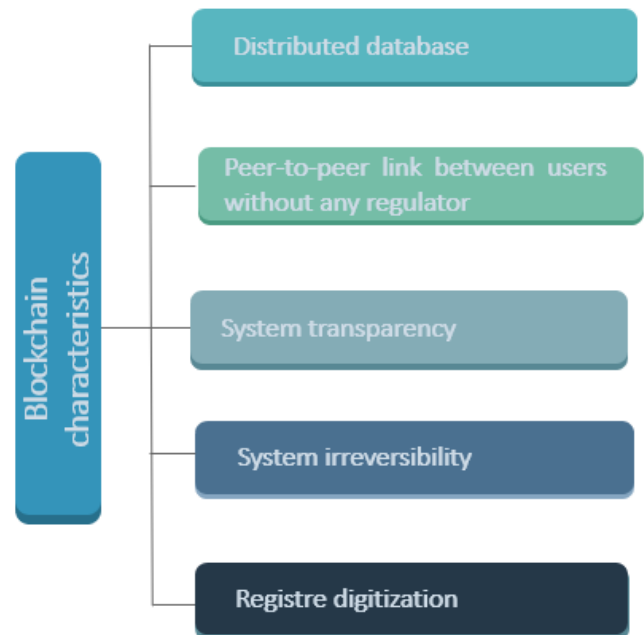 Blockchain
characteristics
Distributed database
Peer-to-peer link between users
without any regulator
System transparency
System irreversibility
Registre digitization